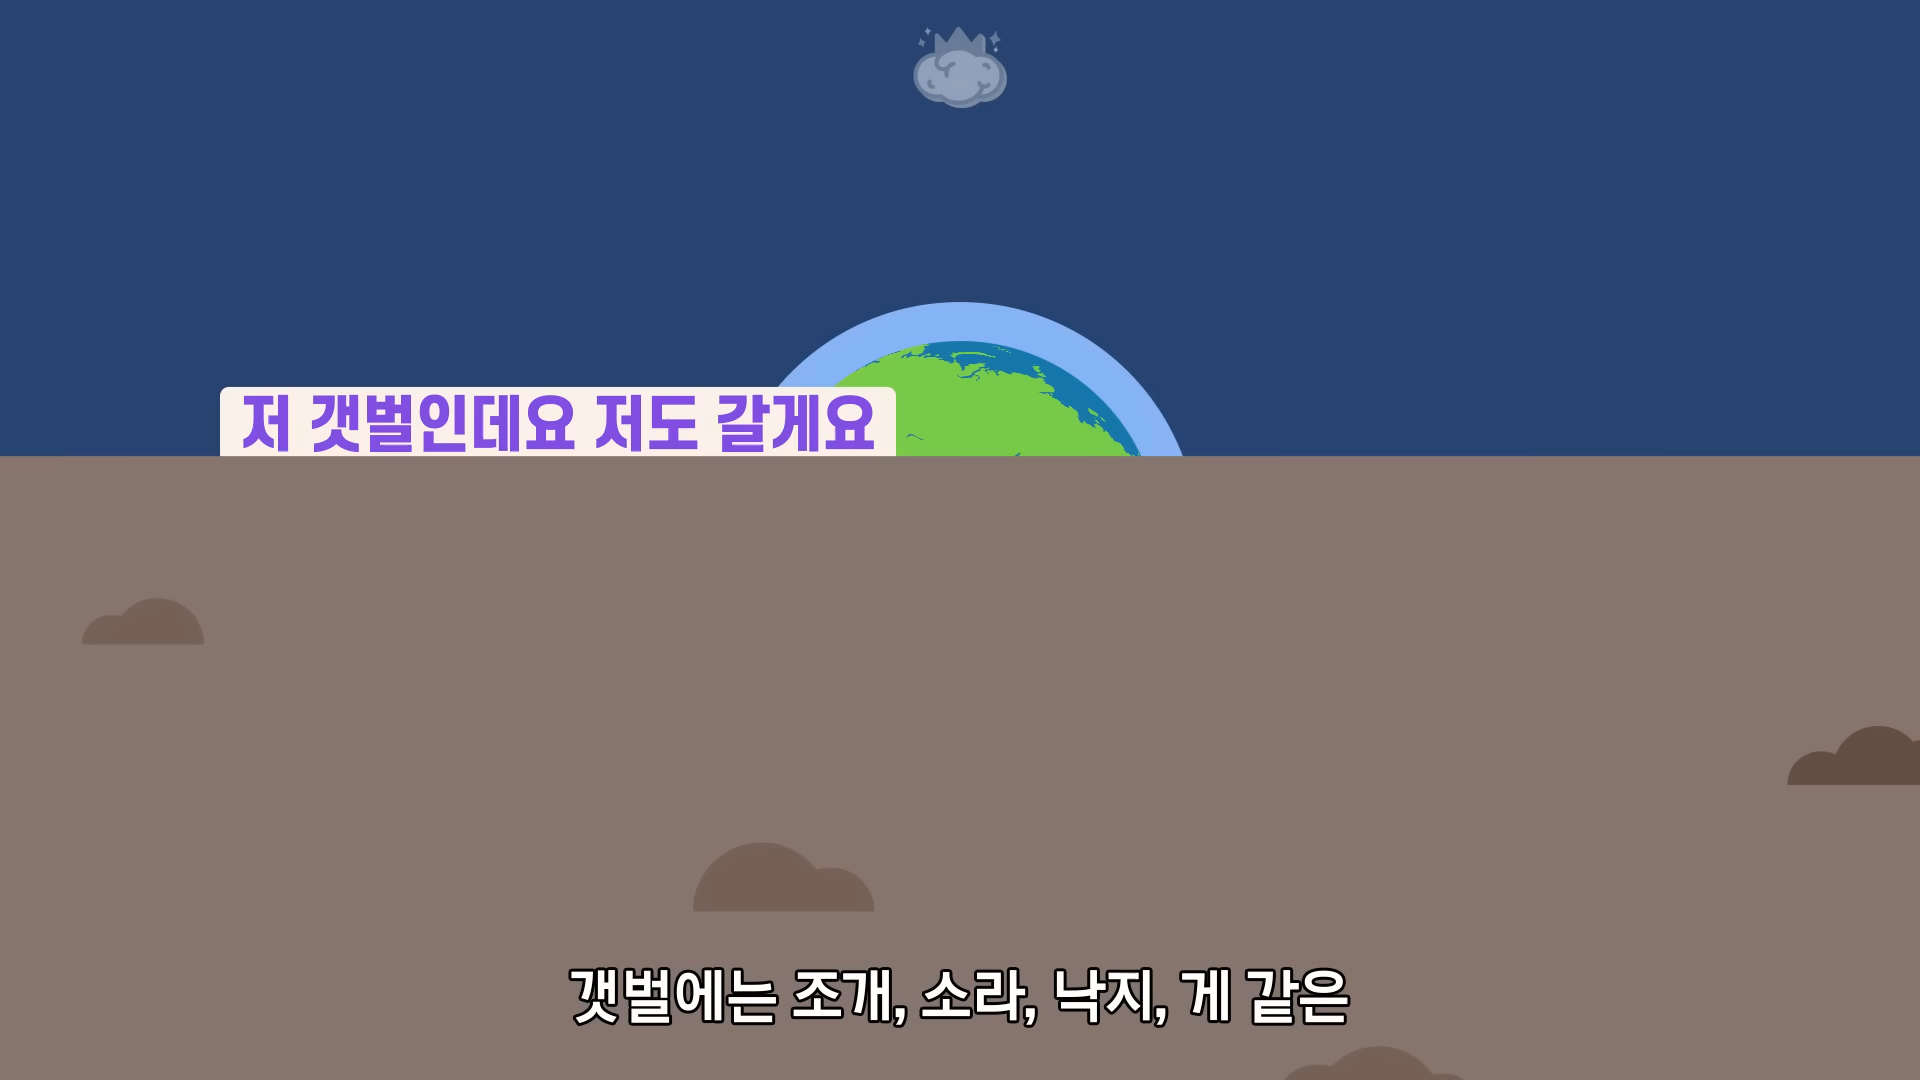 저 갯벌인데요 저도 갈게요
갯벌에는 조개, 소라, 낙지, 게 같은